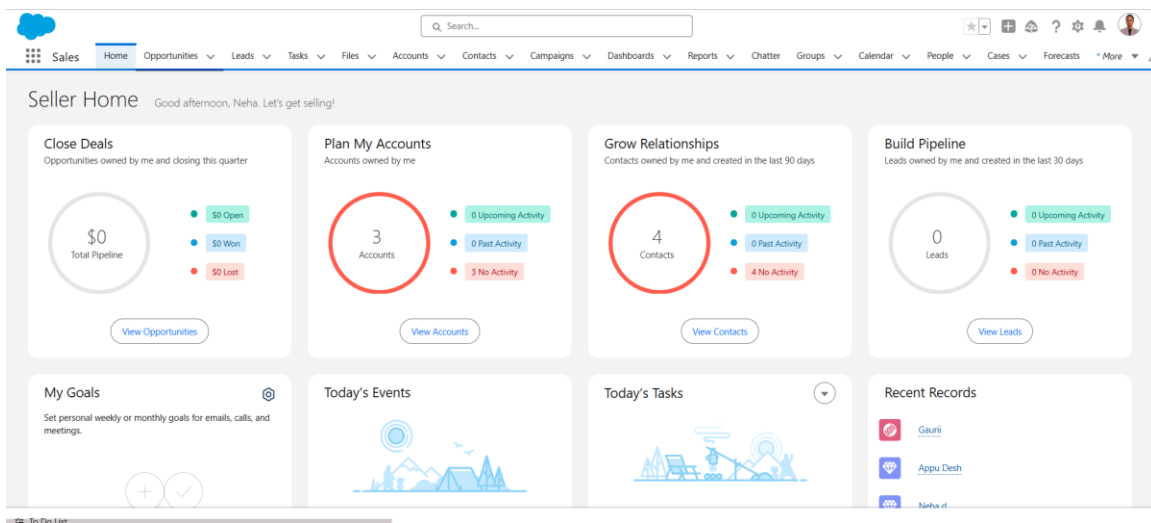 Search...
Sales Home Opportunities Leads Tasks Files Accounts Contacts Campaigns Dashboards Reports Chatter Groups Calendar People Cases Forecasts * More
Seller Home Good afternoon, Neha. Let's get selling!
Close Deals
Opportunities owned by me and closing this quarter
$0
Total Pipeline
$0 Open
$0 Won
$0 Lost
View Opportunities
Plan My Accounts
Accounts owned by me
3
Accounts
0 Upcoming Activity
0 Past Activity
3 No Activity
View Accounts
Grow Relationships
Contacts owned by me and created in the last 90 days
4
Contacts
0 Upcoming Activity
0 Past Activity
4 No Activity
View Contacts
Build Pipeline
Leads owned by me and created in the last 30 days
0
Leads
0 Upcoming Activity
0 Past Activity
0 No Activity
View Leads
My Goals
Set personal weekly or monthly goals for emails, calls, and
meetings.
Today's Events
Today's Tasks
Recent Records
Gaurii
Appu Desh
Neha d
To Do List